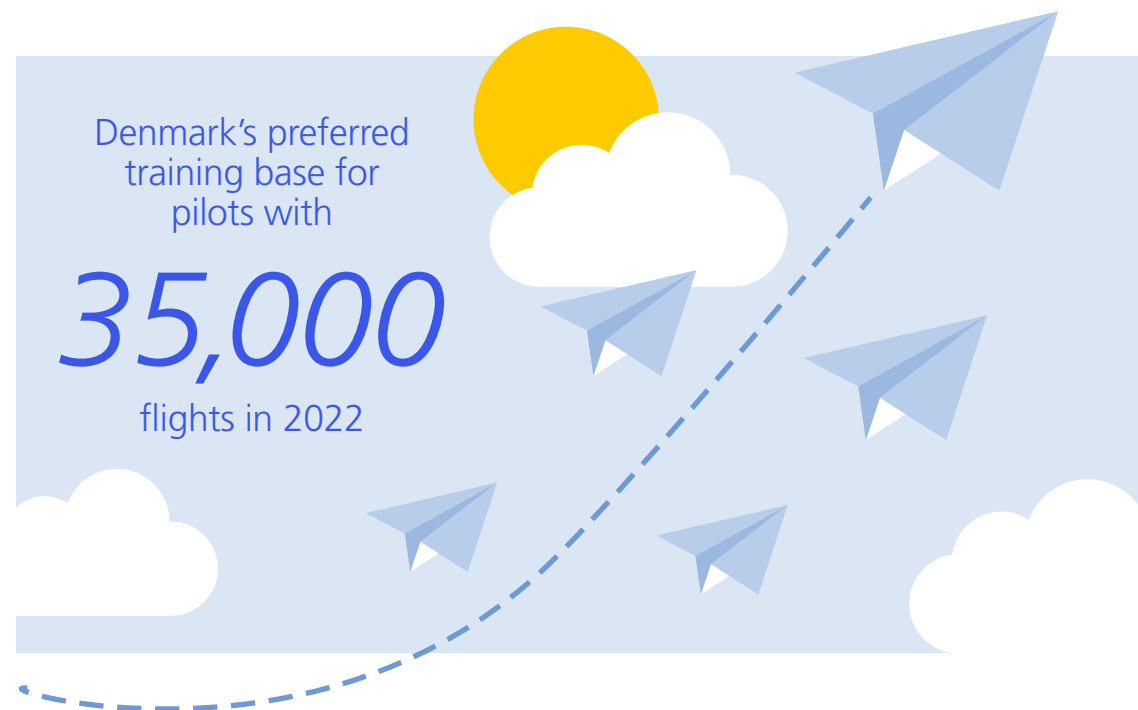 Denmark’s preferred
training base for
pilots with
35,000
flights in 2022